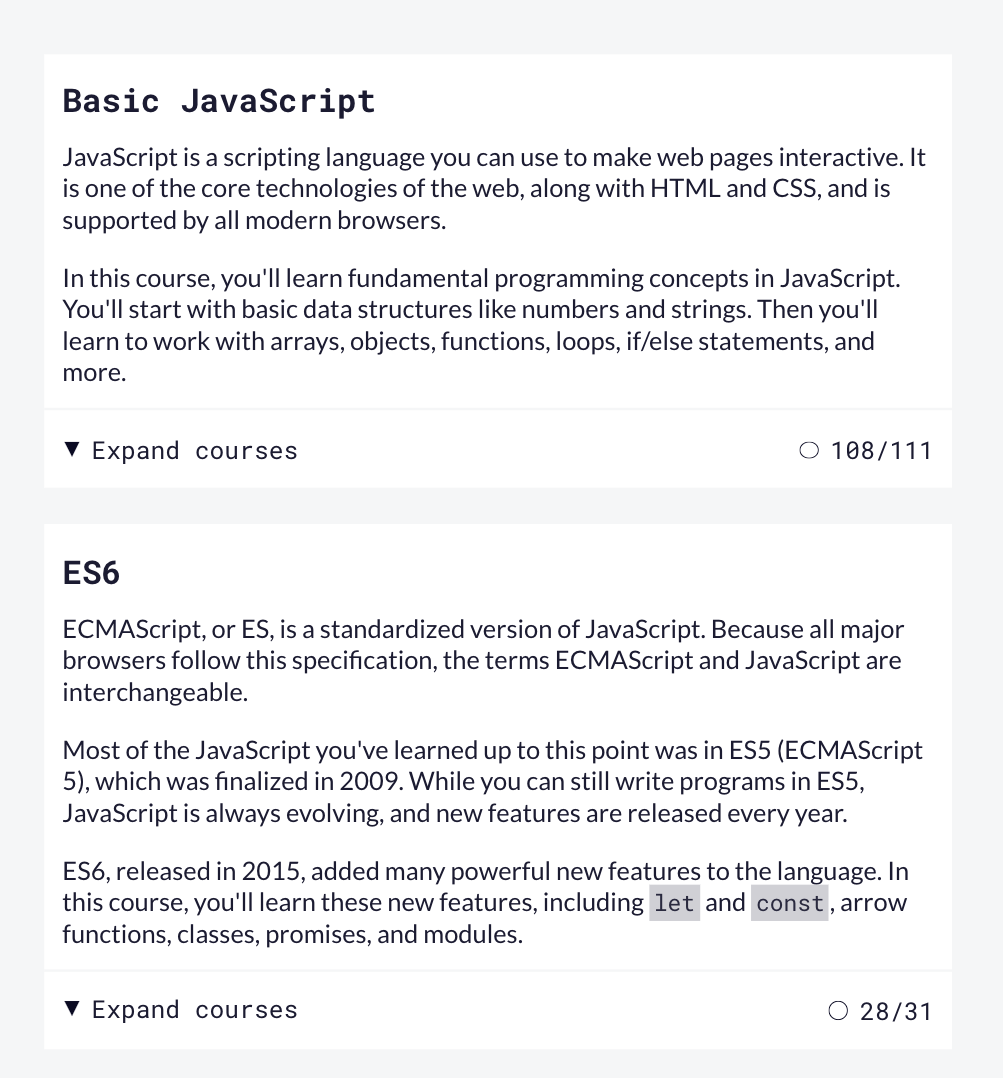 Basic JavaScript
JavaScript is a scripting language you can use to make web pages interactive. It
is one of the core technologies of the web, along with HTML and CSS, and is
supported by all modern browsers.
In this course, you'll learn fundamental programming concepts in JavaScript.
You'll start with basic data structures like numbers and strings. Then you'll
learn to work with arrays, objects, functions, loops, if/else statements, and
more.
▼ Expand courses 108/111
ES6
ECMAScript, or ES, is a standardized version of JavaScript. Because all major
browsers follow this specification, the terms ECMAScript and JavaScript are
interchangeable.
Most of the JavaScript you've learned up to this point was in ES5 (ECMAScript
5), which was finalized in 2009. While you can still write programs in ES5,
JavaScript is always evolving, and new features are released every year.
ES6, released in 2015, added many powerful new features to the language. In
this course, you'll learn these new features, including let and const, arrow
functions, classes, promises, and modules.
▼ Expand courses 28/31